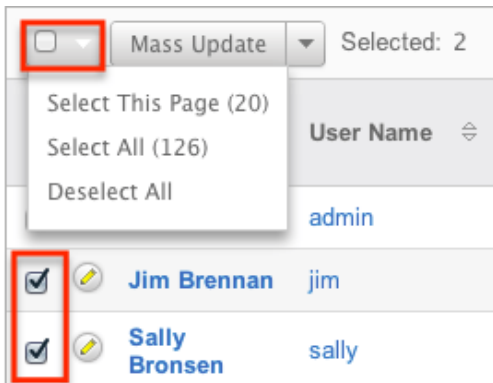 Mass Update Selected: 2
Select This Page (20)
Select All (126)
Deselect All
User Name
admin
Jim Brennan jim
Sally
Bronsen sally